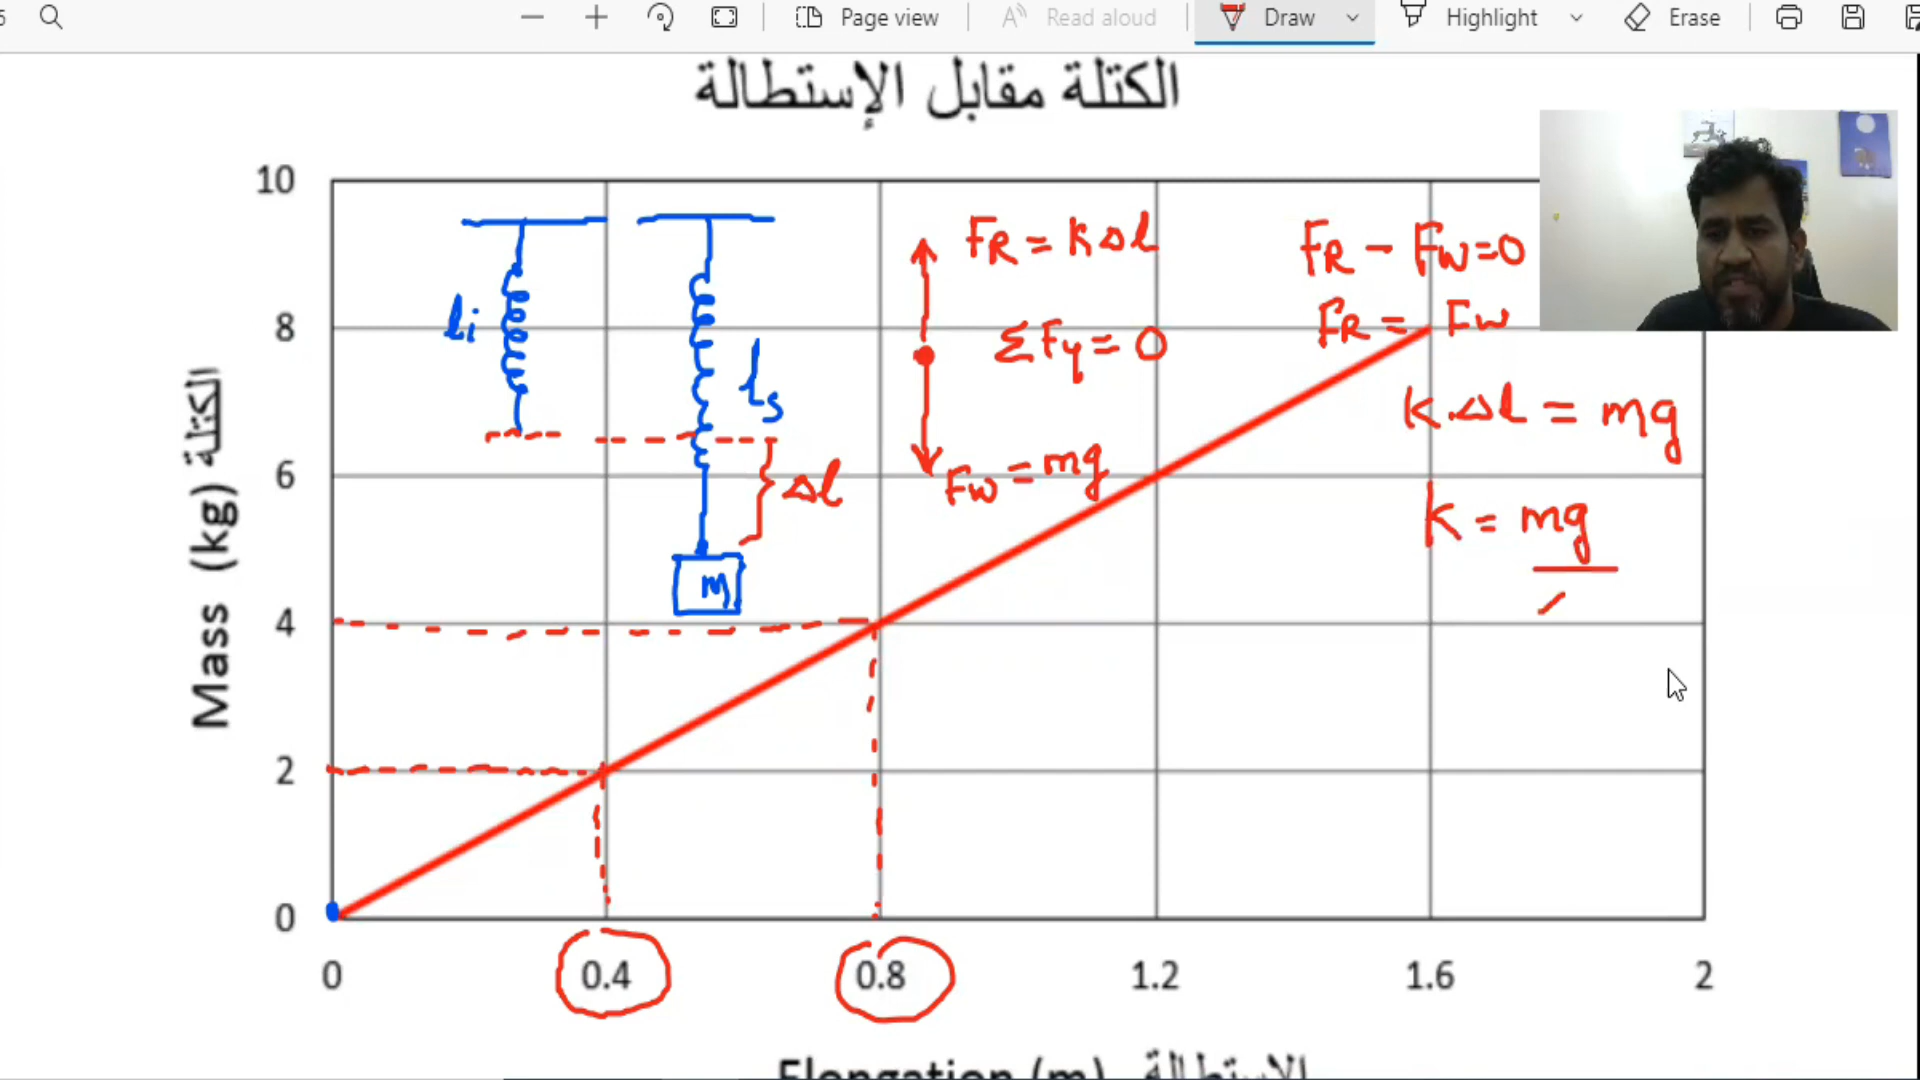 Page view
Read aloud
Draw
Highlight
Erase
الكتلة مقابل الإستطالة
Mass (kg) الكتلة
10
8
6
4
2
0
li
ls
Δl
m
FR = kΔl
ΣFy = 0
Fw = mg
FR - Fw = 0
FR = Fw
k.Δl = mg
k = mg
0 0.4 0.8 1.2 1.6 2
Elongation (m) الاستطالة